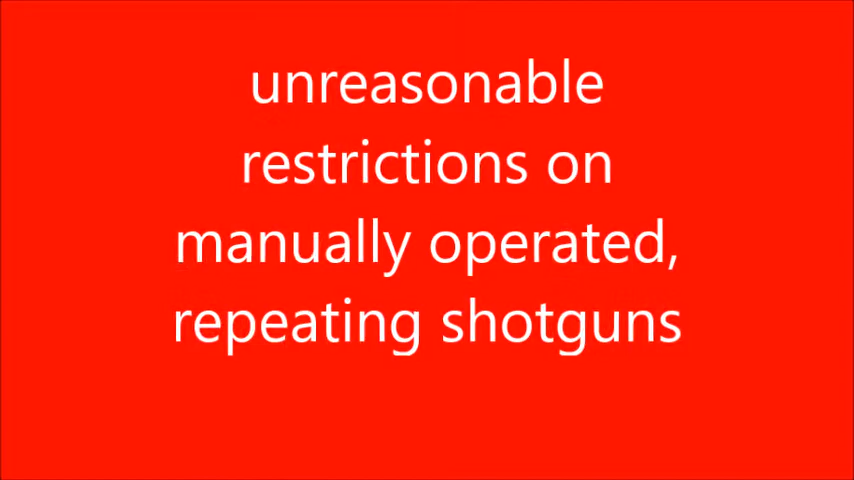 unreasonable
restrictions on
manually operated,
repeating shotguns